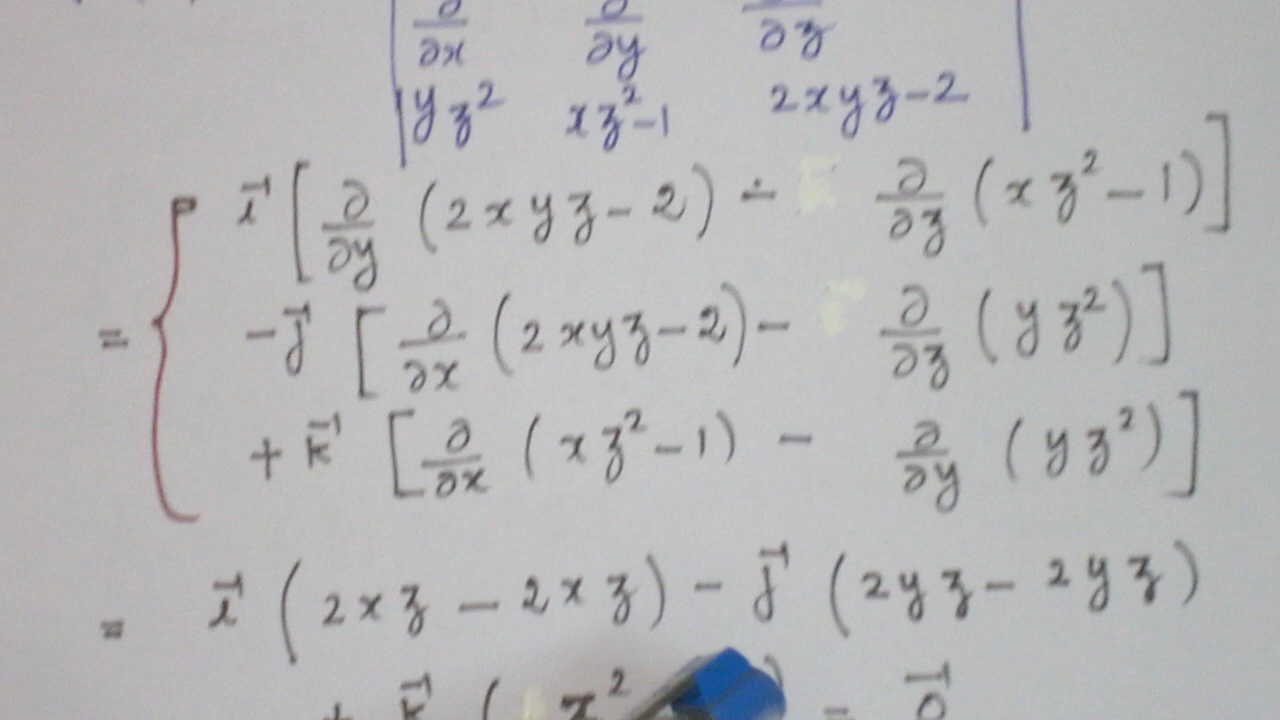 ∂/∂x ∂/∂y ∂/∂z
yz² xz²-1 2xyz-2
= { i⃗ [ ∂/∂y (2xyz-2) - ∂/∂z (xz²-1) ]
-j⃗ [ ∂/∂x (2xyz-2) - ∂/∂z (yz²) ]
+ k⃗ [ ∂/∂x (xz²-1) - ∂/∂y (yz²) ]
= i⃗ (2xz - 2xz) - j⃗ (2yz - 2yz)
+ k⃗ ( z² ) = 0⃗